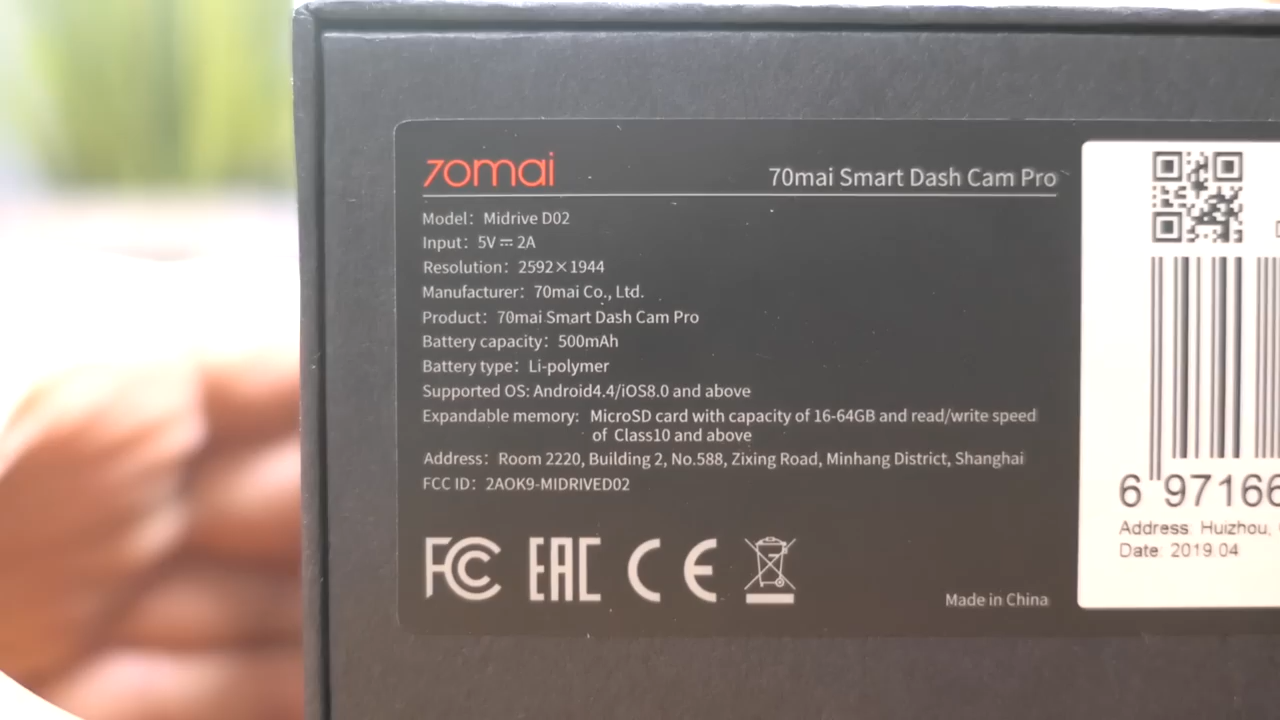 70mai
70mai Smart Dash Cam Pro
Model: Midrive D02
Input: 5V⎓2A
Resolution: 2592×1944
Manufacturer: 70mai Co., Ltd.
Product: 70mai Smart Dash Cam Pro
Battery capacity: 500mAh
Battery type: Li-polymer
Supported OS: Android4.4/iOS8.0 and above
Expandable memory: MicroSD card with capacity of 16-64GB and read/write speed
of Class10 and above
Address: Room 2220, Building 2, No.588, Zixing Road, Minhang District, Shanghai
FCC ID: 2AOK9-MIDRIVED02
FC EAC CE
Made in China
6 97166
Address: Huizhou,
Date: 2019.04